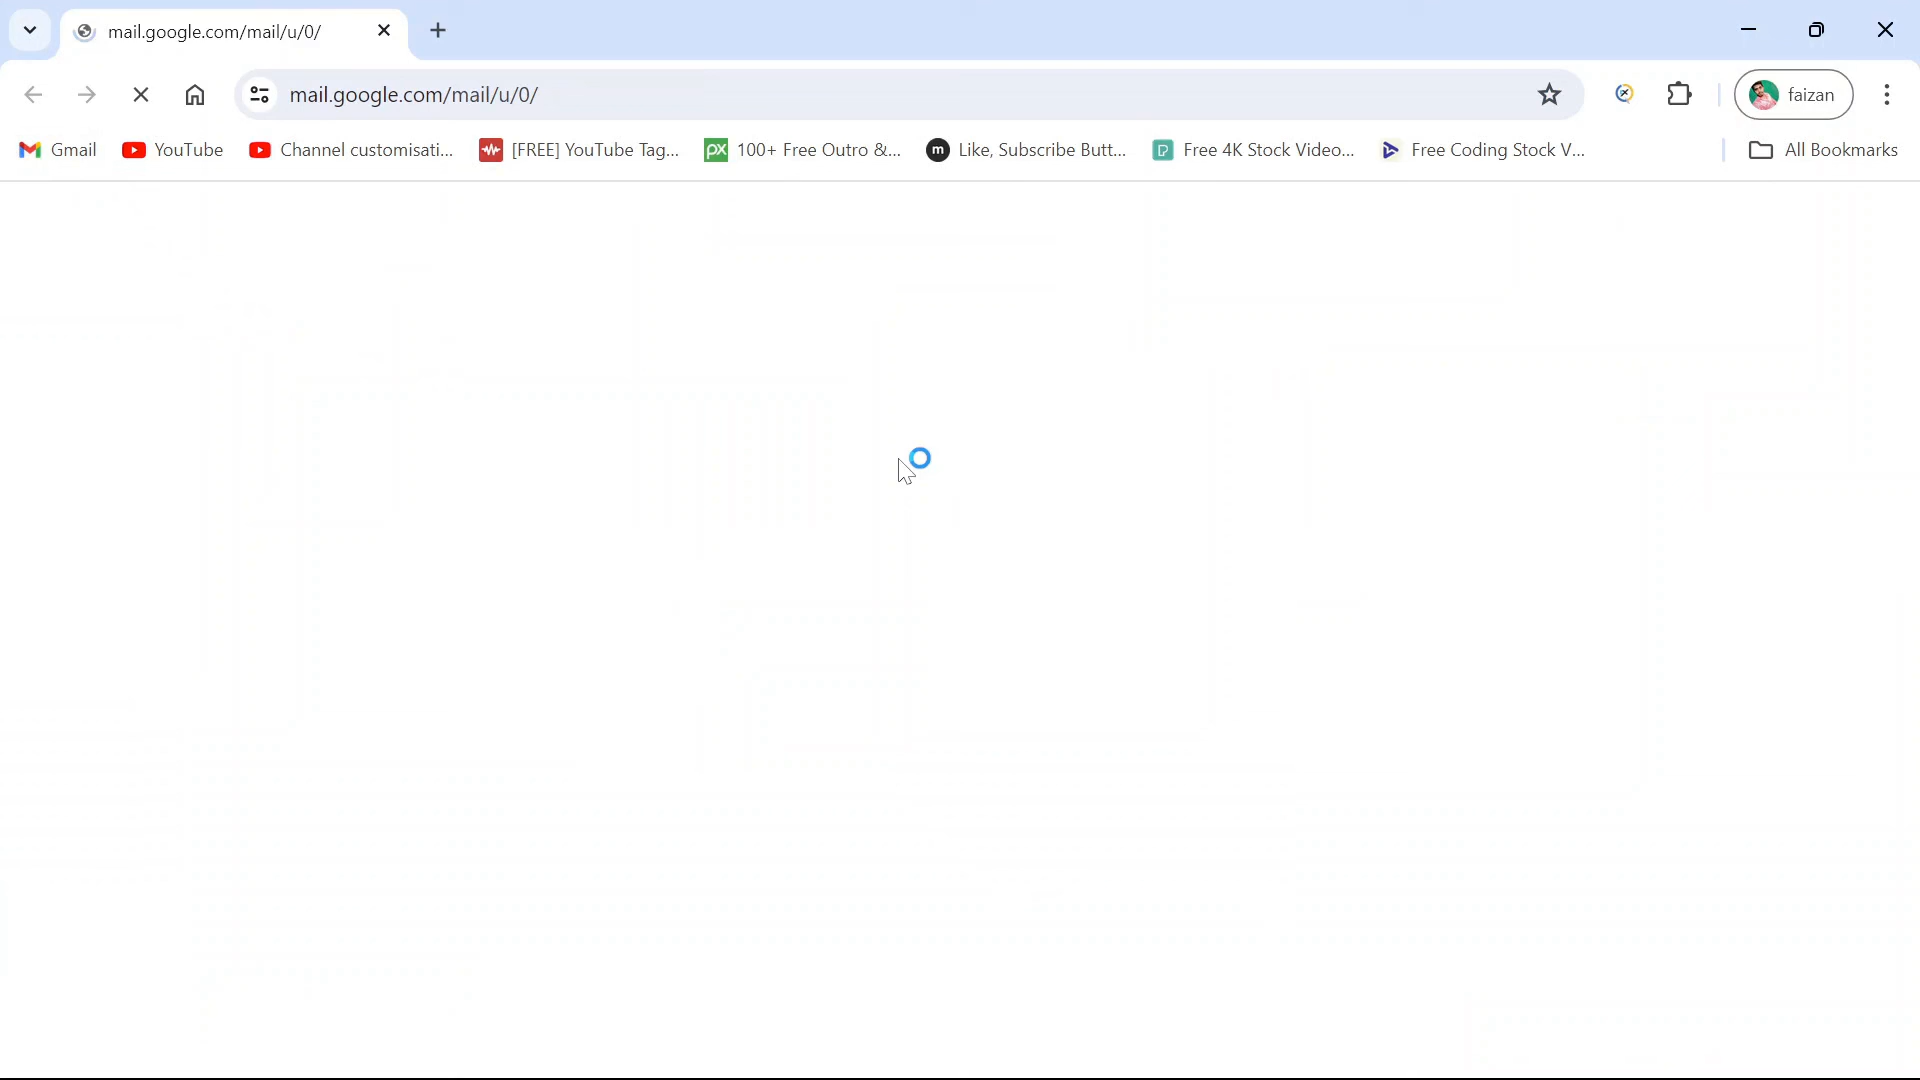 mail.google.com/mail/u/0/
mail.google.com/mail/u/0/
faizan
Gmail
YouTube
Channel customisati...
[FREE] YouTube Tag...
PX
100+ Free Outro &...
m
Like, Subscribe Butt...
Free 4K Stock Video...
Free Coding Stock V...
All Bookmarks